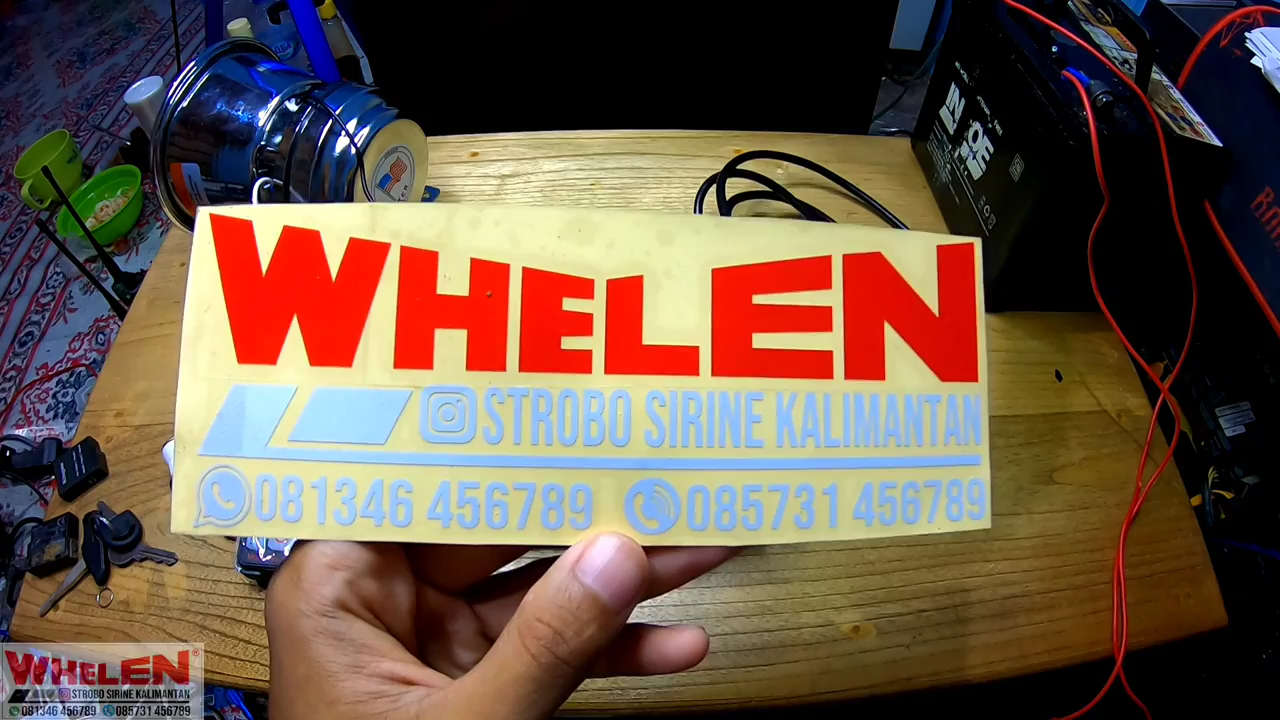 WHELEN
STROBO SIRINE KALIMANTAN
081346 456789 085731 456789
WHELEN®
STROBO SIRINE KALIMANTAN
081346 456789 085731 456789